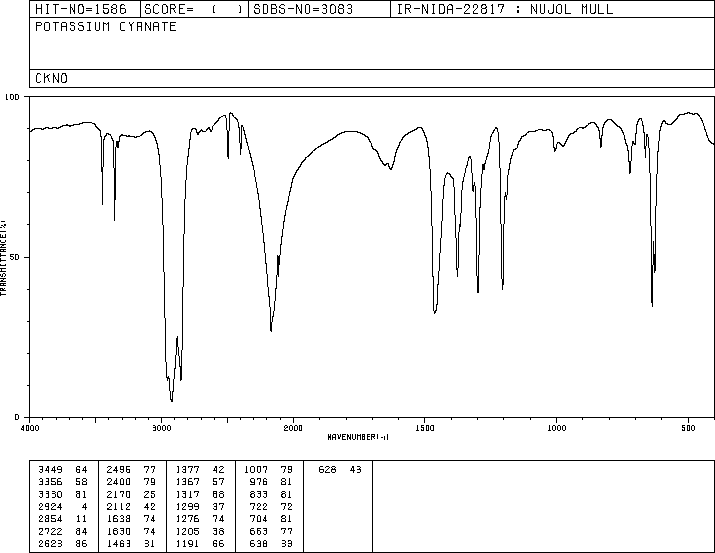 HIT-NO=1586 SCORE= ( ) SDBS-NO=3083 IR-NIDA-22817 : NUJOL MULL
POTASSIUM CYANATE
CKNO
100
50
0
TRANSMITTANCE(%)
4000 3000 2000 1500 1000 500
WAVENUMBER(-1)
3449 64 2496 77 1377 42 1007 79 628 43
3356 58 2400 79 1367 57 976 81
3330 81 2170 25 1317 68 833 81
2924 4 2112 42 1299 37 722 72
2854 11 1638 74 1276 74 704 81
2722 84 1630 74 1205 38 663 77
2623 86 1463 31 1191 66 638 33